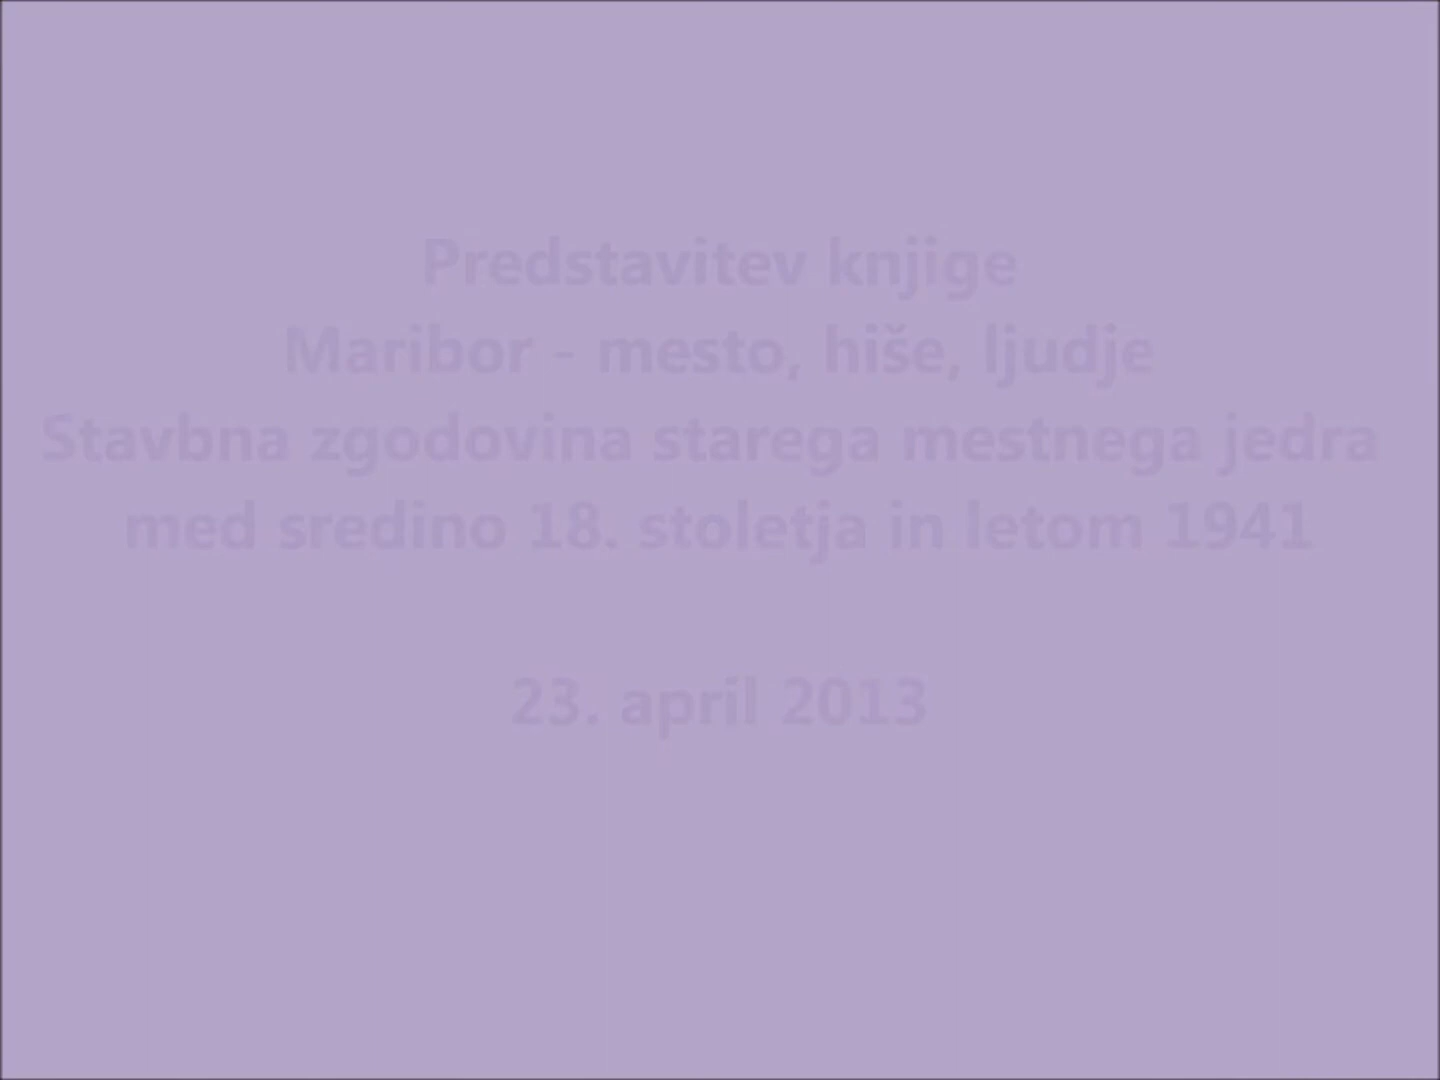 Predstavitev knjige
Maribor - mesto, hiše, ljudje
Stavbna zgodovina starega mestnega jedra
med sredino 18. stoletja in letom 1941
23. april 2013